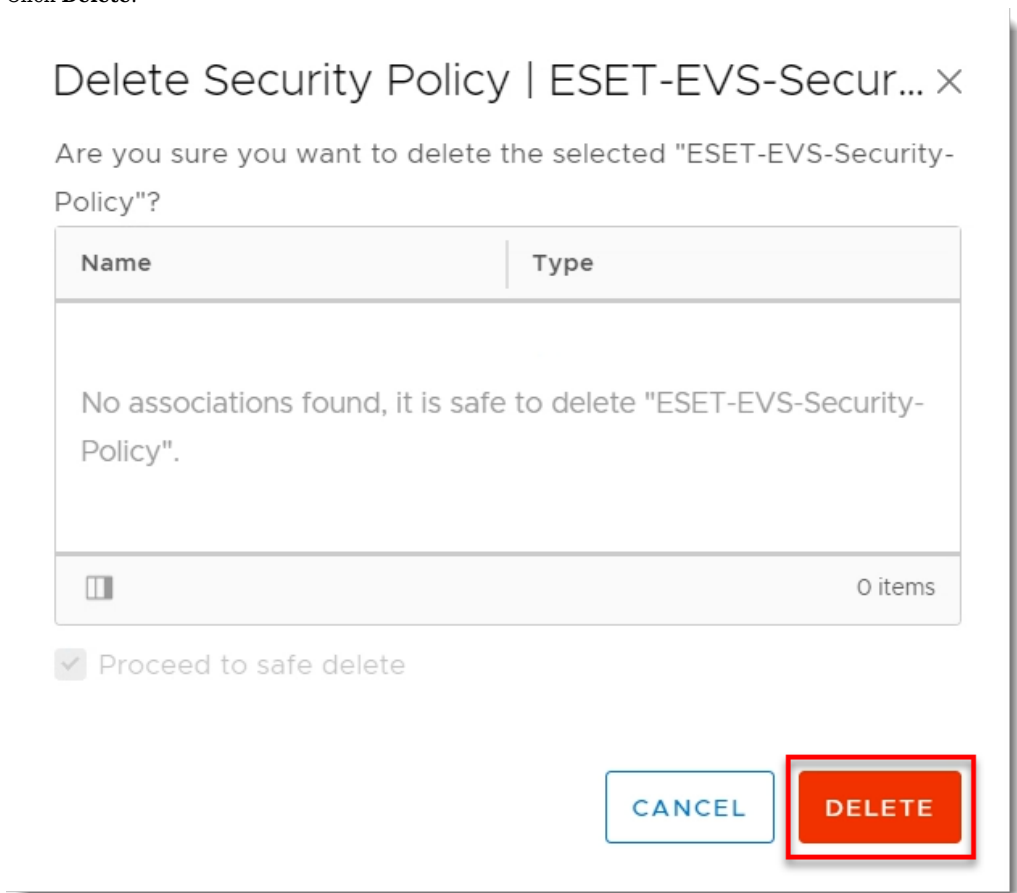 Click Delete.
Delete Security Policy | ESET-EVS-Secur...
Are you sure you want to delete the selected "ESET-EVS-Security-
Policy"?
Name Type
No associations found, it is safe to delete "ESET-EVS-Security-
Policy".
0 items
Proceed to safe delete
CANCEL DELETE